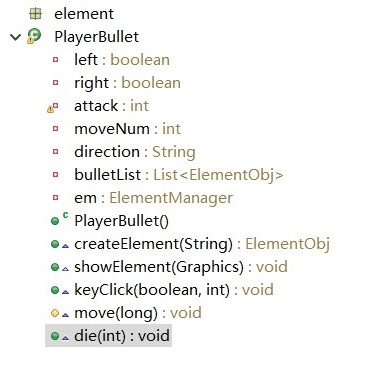 element
PlayerBullet
left : boolean
right : boolean
attack : int
moveNum : int
direction : String
bulletList : List<ElementObj>
em : ElementManager
PlayerBullet()
createElement(String) : ElementObj
showElement(Graphics) : void
keyClick(boolean, int) : void
move(long) : void
die(int) : void